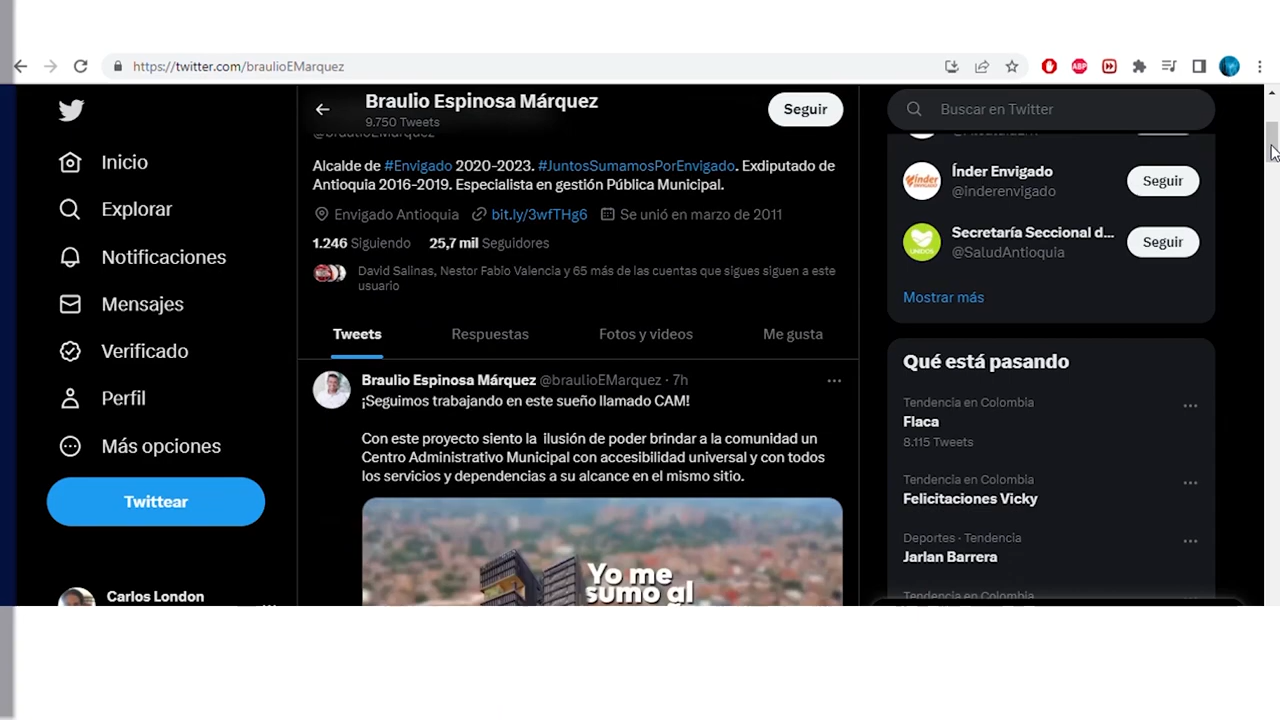 https://twitter.com/braulioEMarquez
Inicio
Explorar
Notificaciones
Mensajes
Verificado
Perfil
Más opciones
Twittear
Carlos London
Braulio Espinosa Márquez
9.750 Tweets
Seguir
@braulioEMarquez
Alcalde de #Envigado 2020-2023. #JuntosSumamosPorEnvigado. Exdiputado de
Antioquia 2016-2019. Especialista en gestión Pública Municipal.
Envigado Antioquia bit.ly/3wfTHg6 Se unió en marzo de 2011
1.246 Siguiendo 25,7 mil Seguidores
David Salinas, Nestor Fabio Valencia y 65 más de las cuentas que sigues siguen a este
usuario
Tweets Respuestas Fotos y videos Me gusta
Braulio Espinosa Márquez @braulioEMarquez · 7h
¡Seguimos trabajando en este sueño llamado CAM!
Con este proyecto siento la ilusión de poder brindar a la comunidad un
Centro Administrativo Municipal con accesibilidad universal y con todos
los servicios y dependencias a su alcance en el mismo sitio.
Yo me
sumo al
Buscar en Twitter
Índer Envigado
@inderenvigado
Seguir
Secretaría Seccional d...
@SaludAntioquia
Seguir
Mostrar más
Qué está pasando
Tendencia en Colombia
Flaca
8.115 Tweets
Tendencia en Colombia
Felicitaciones Vicky
Deportes · Tendencia
Jarlan Barrera
Tendencia en Colombia